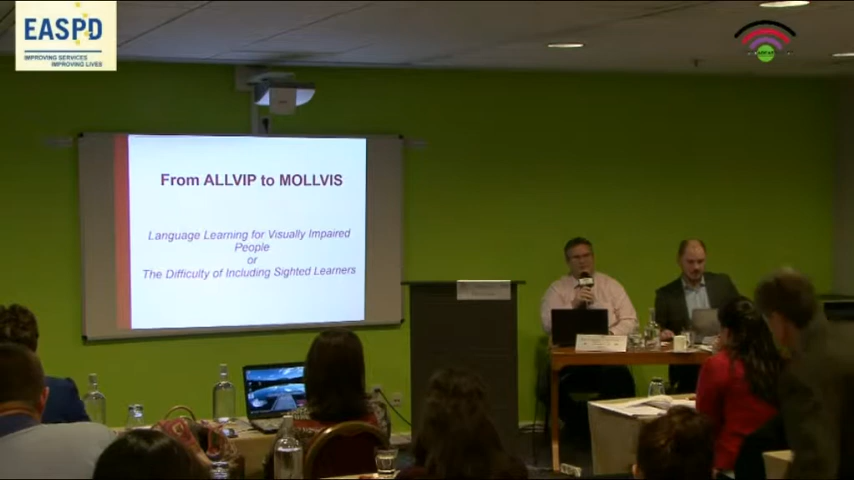 EASPD
IMPROVING SERVICES
IMPROVING LIVES
From ALLVIP to MOLLVIS
Language Learning for Visually Impaired
People
or
The Difficulty of Including Sighted Learners